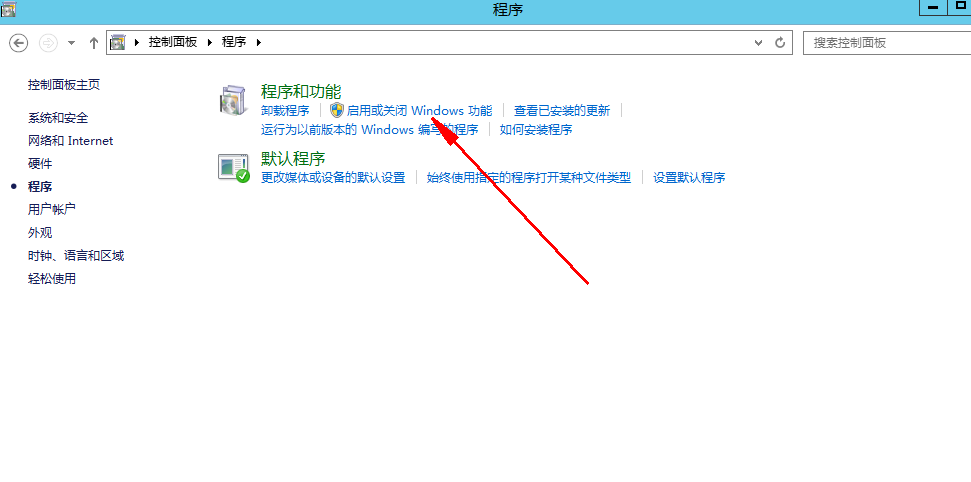 程序
控制面板 程序
搜索控制面板
控制面板主页
系统和安全
网络和 Internet
硬件
程序
用户帐户
外观
时钟、语言和区域
轻松使用
程序和功能
卸载程序 启用或关闭 Windows 功能 查看已安装的更新
运行为以前版本的 Windows 编写的程序 如何安装程序
默认程序
更改媒体或设备的默认设置 始终使用指定的程序打开某种文件类型 设置默认程序